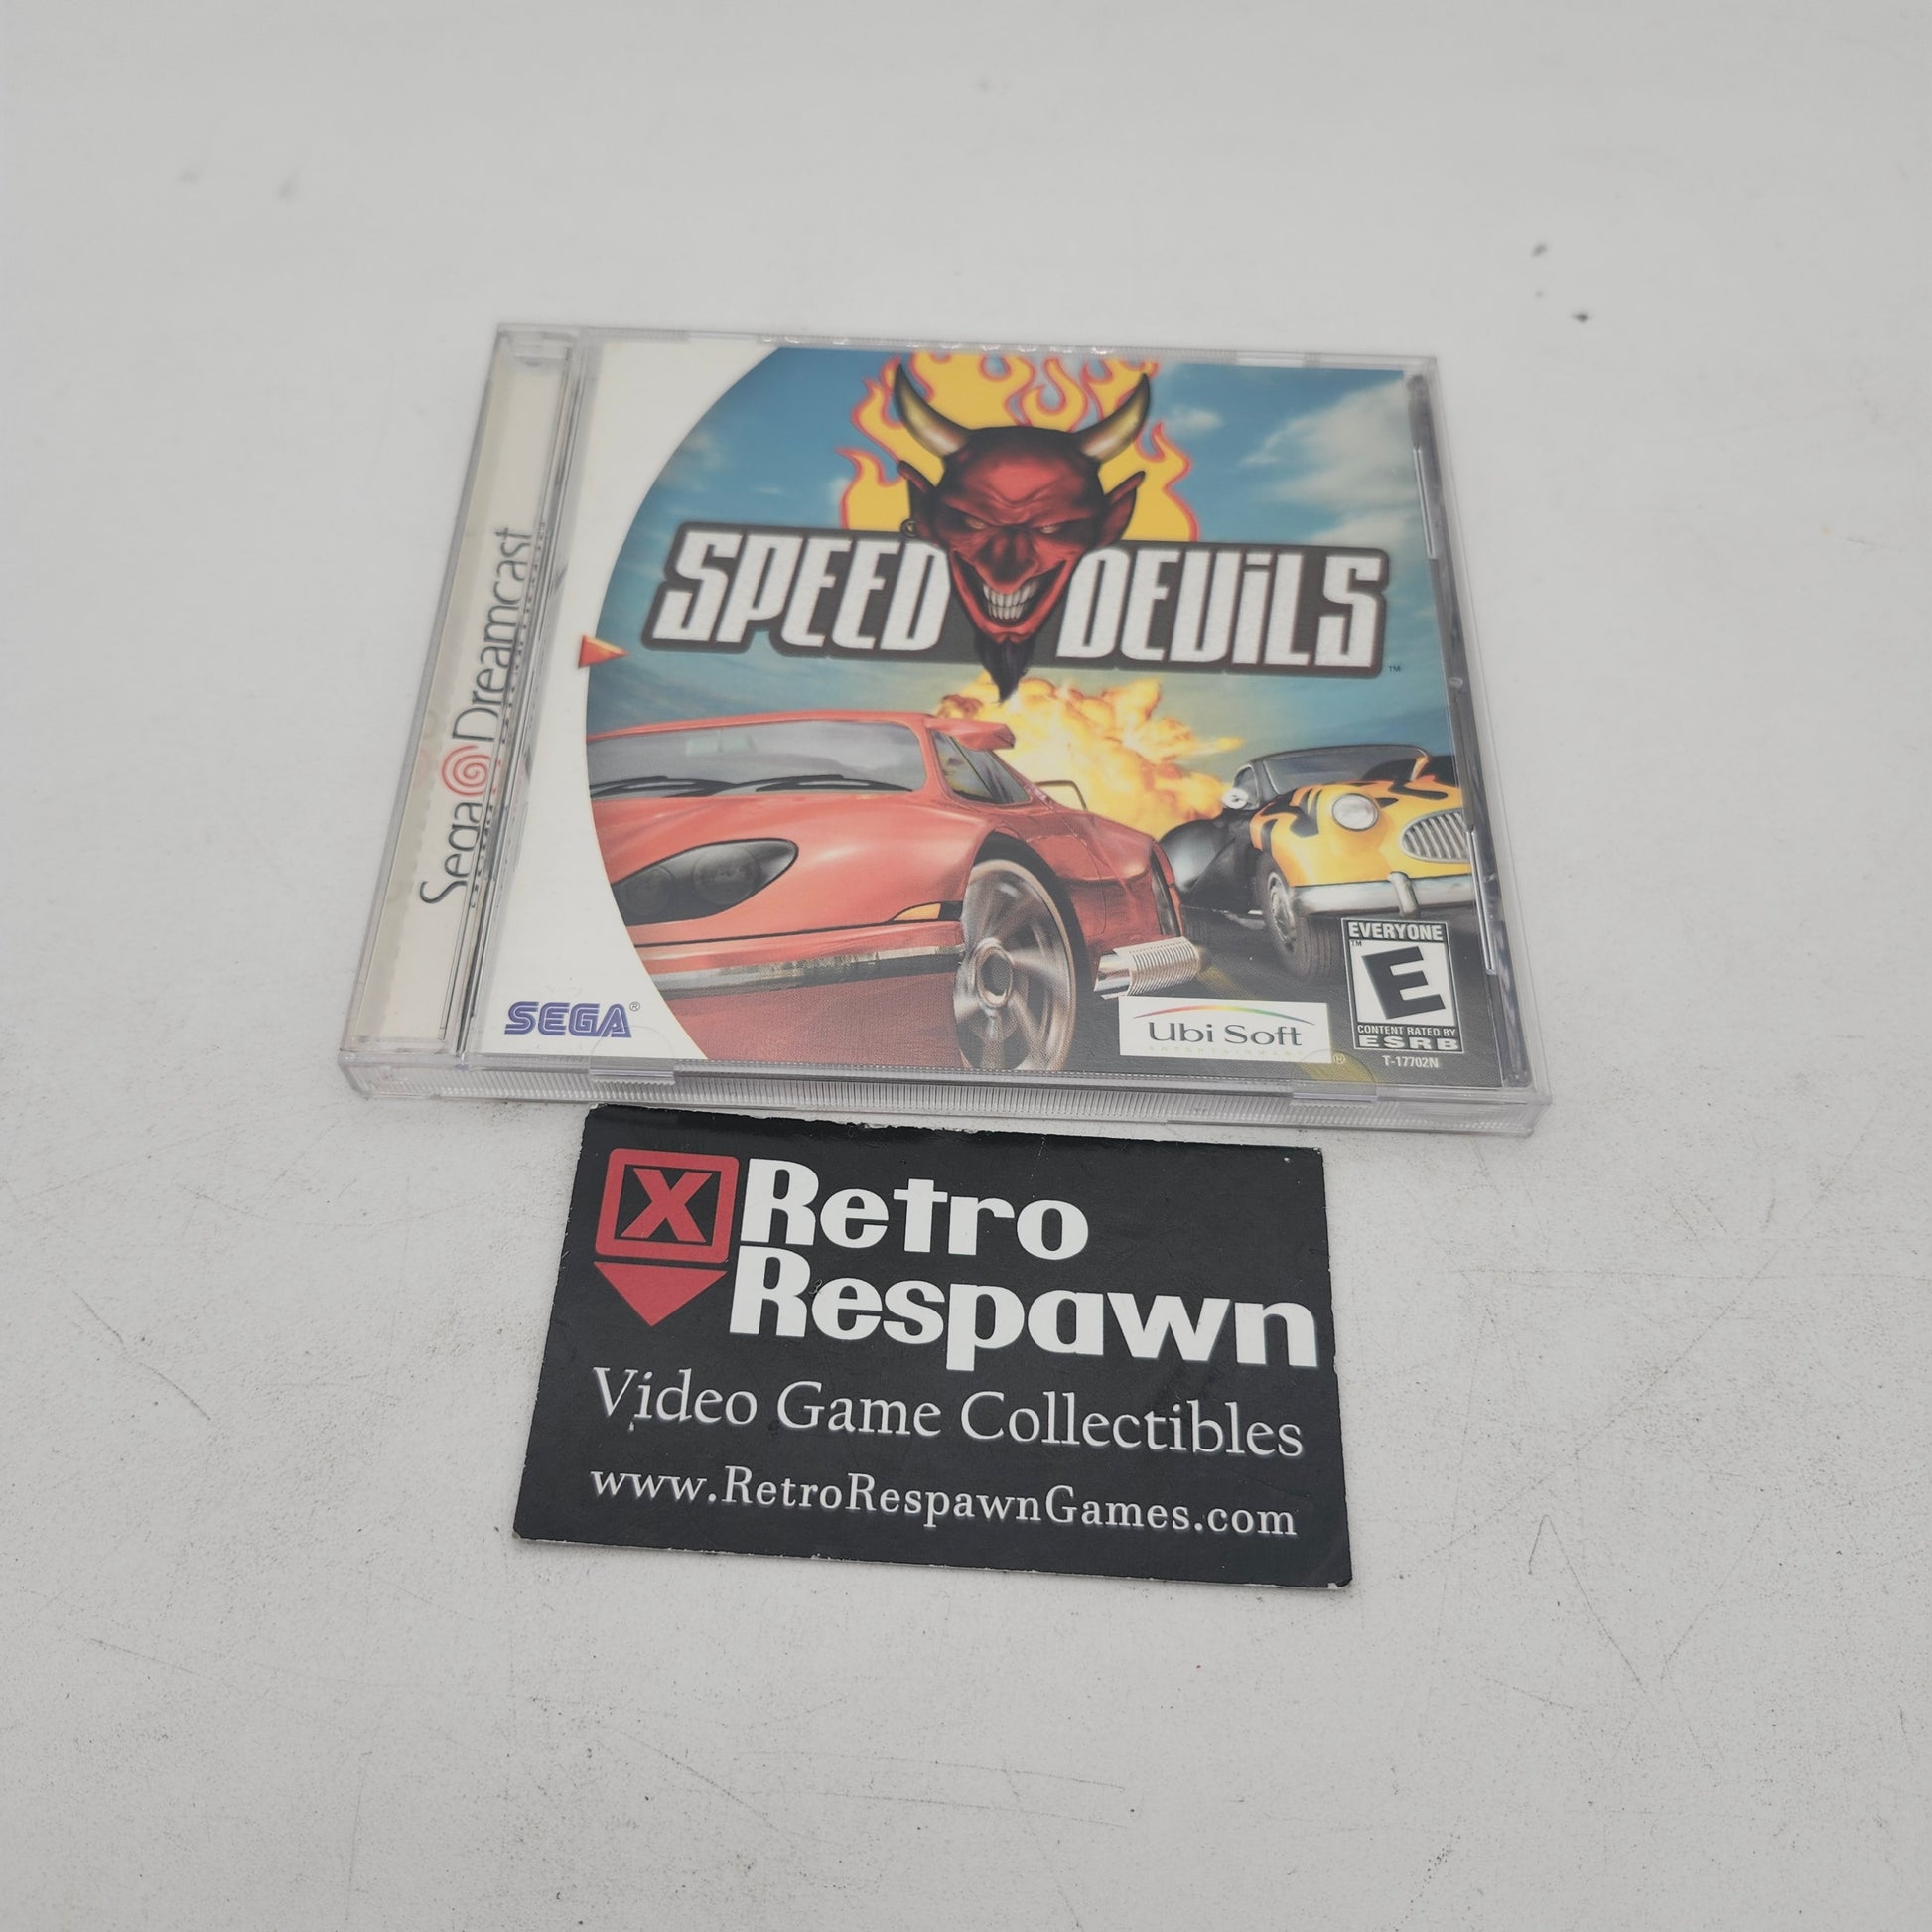 Sega Dreamcast
SPEED DEVILS
™
SEGA®
Ubi Soft
®
EVERYONE
™
E
CONTENT RATED BY
ESRB
T-17702N
X Retro
Respawn
Video Game Collectibles
www.RetroRespawnGames.com